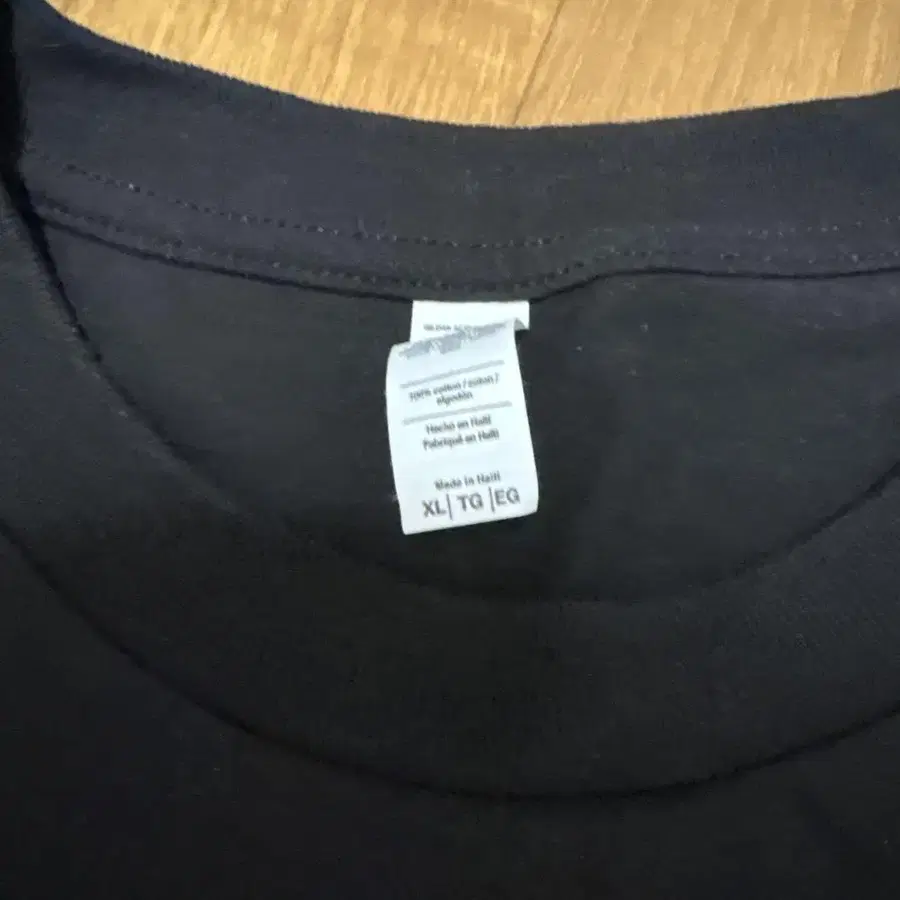 100% cotton / coton /
algodón
Hecho en Haití
Fabriqué en Haïti
Made in Haiti
XL| TG |EG